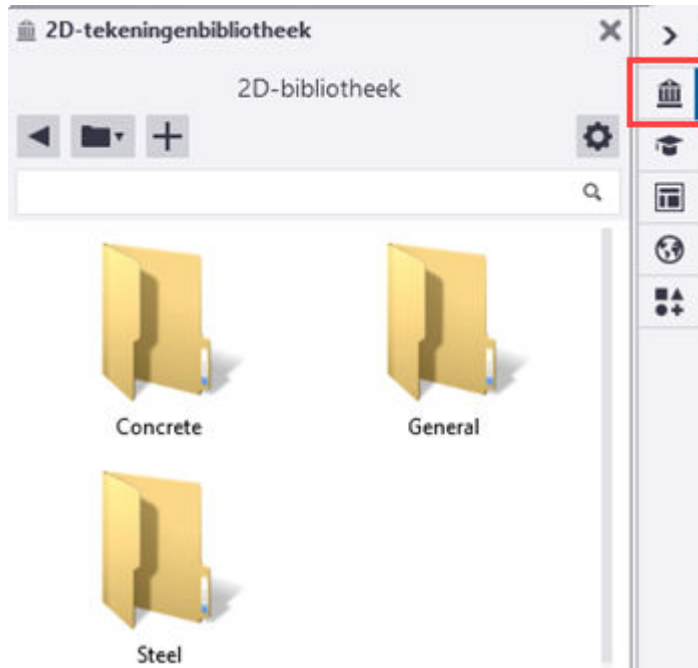 2D-tekeningenbibliotheek
2D-bibliotheek
Concrete
General
Steel